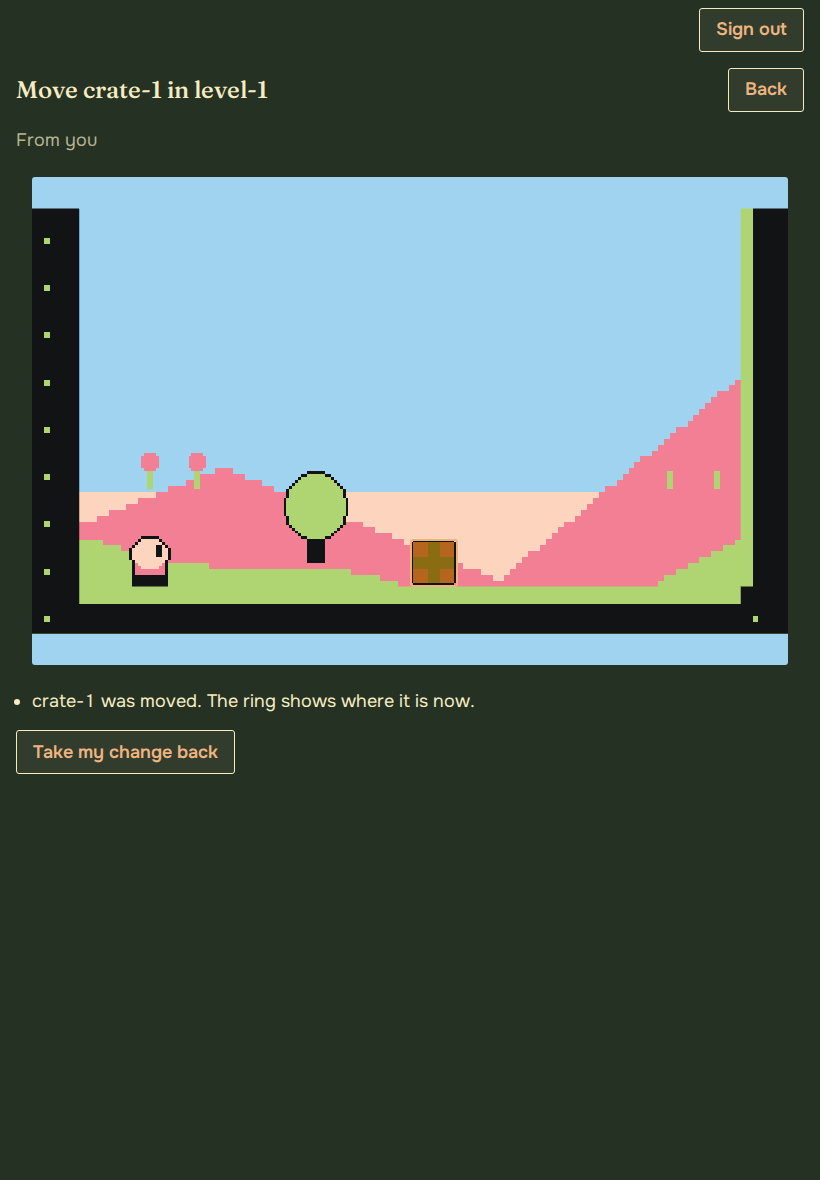 Sign out
Move crate-1 in level-1
Back
From you
crate-1 was moved. The ring shows where it is now.
Take my change back